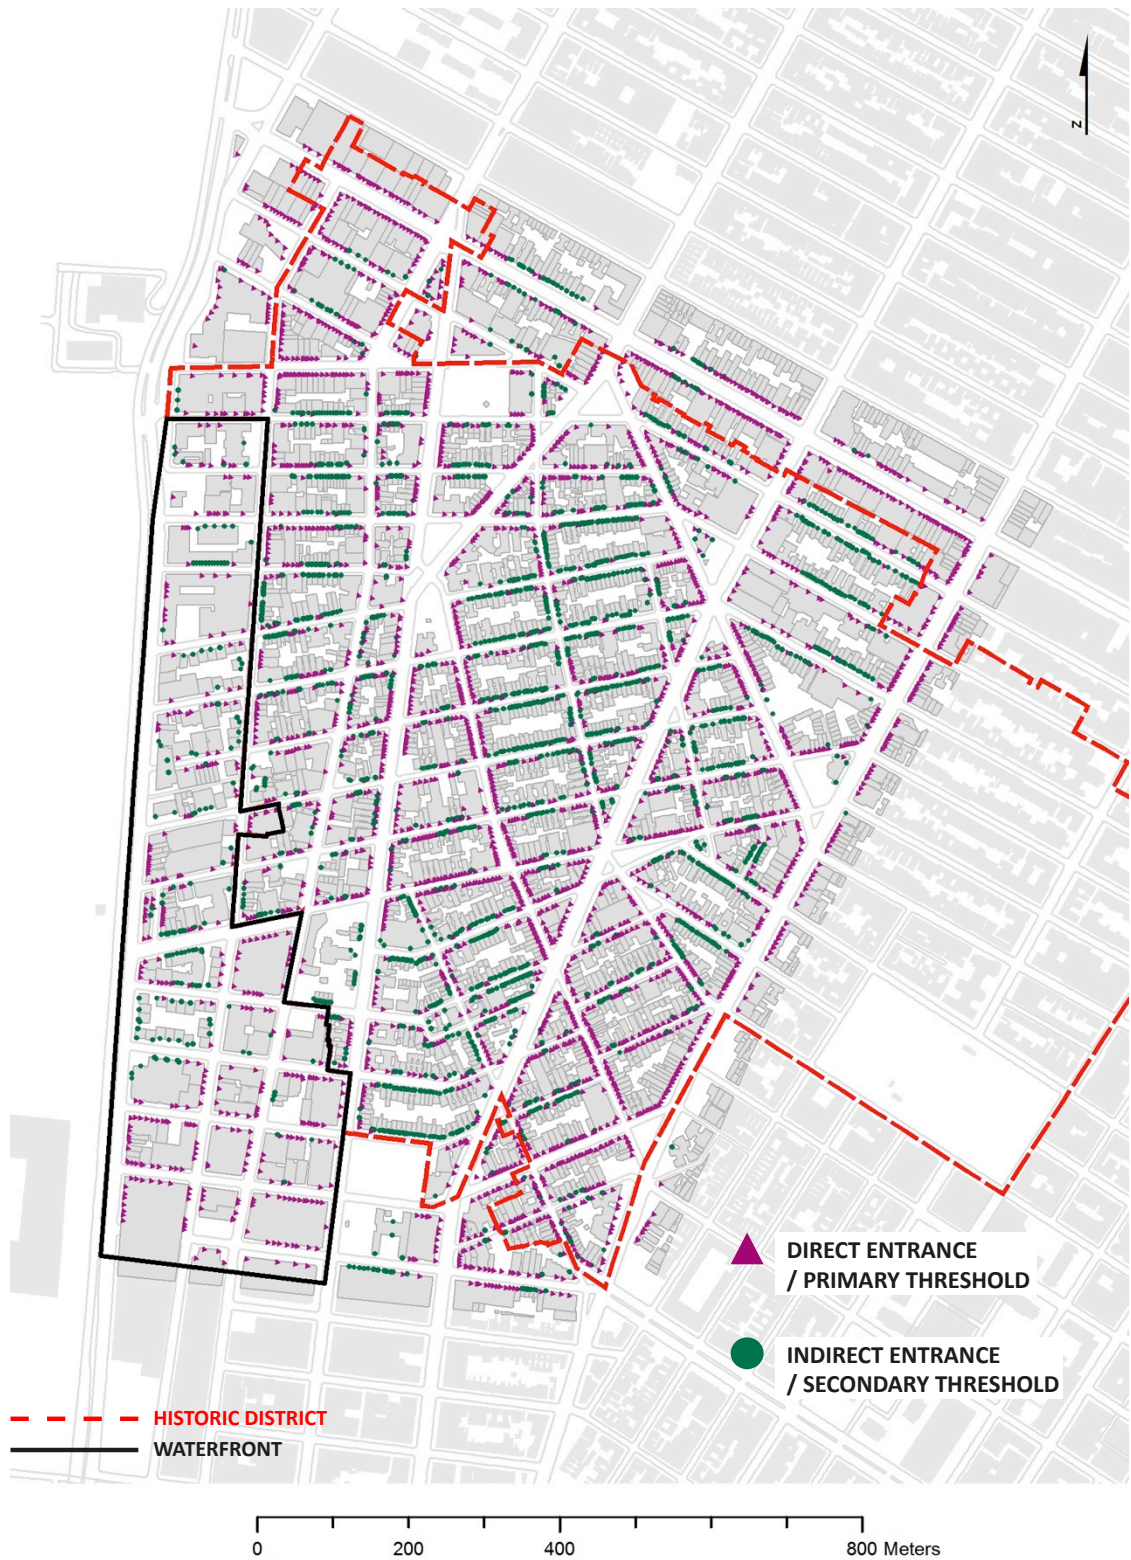 N
DIRECT ENTRANCE
/ PRIMARY THRESHOLD
INDIRECT ENTRANCE
/ SECONDARY THRESHOLD
HISTORIC DISTRICT
WATERFRONT
0 200 400 800 Meters